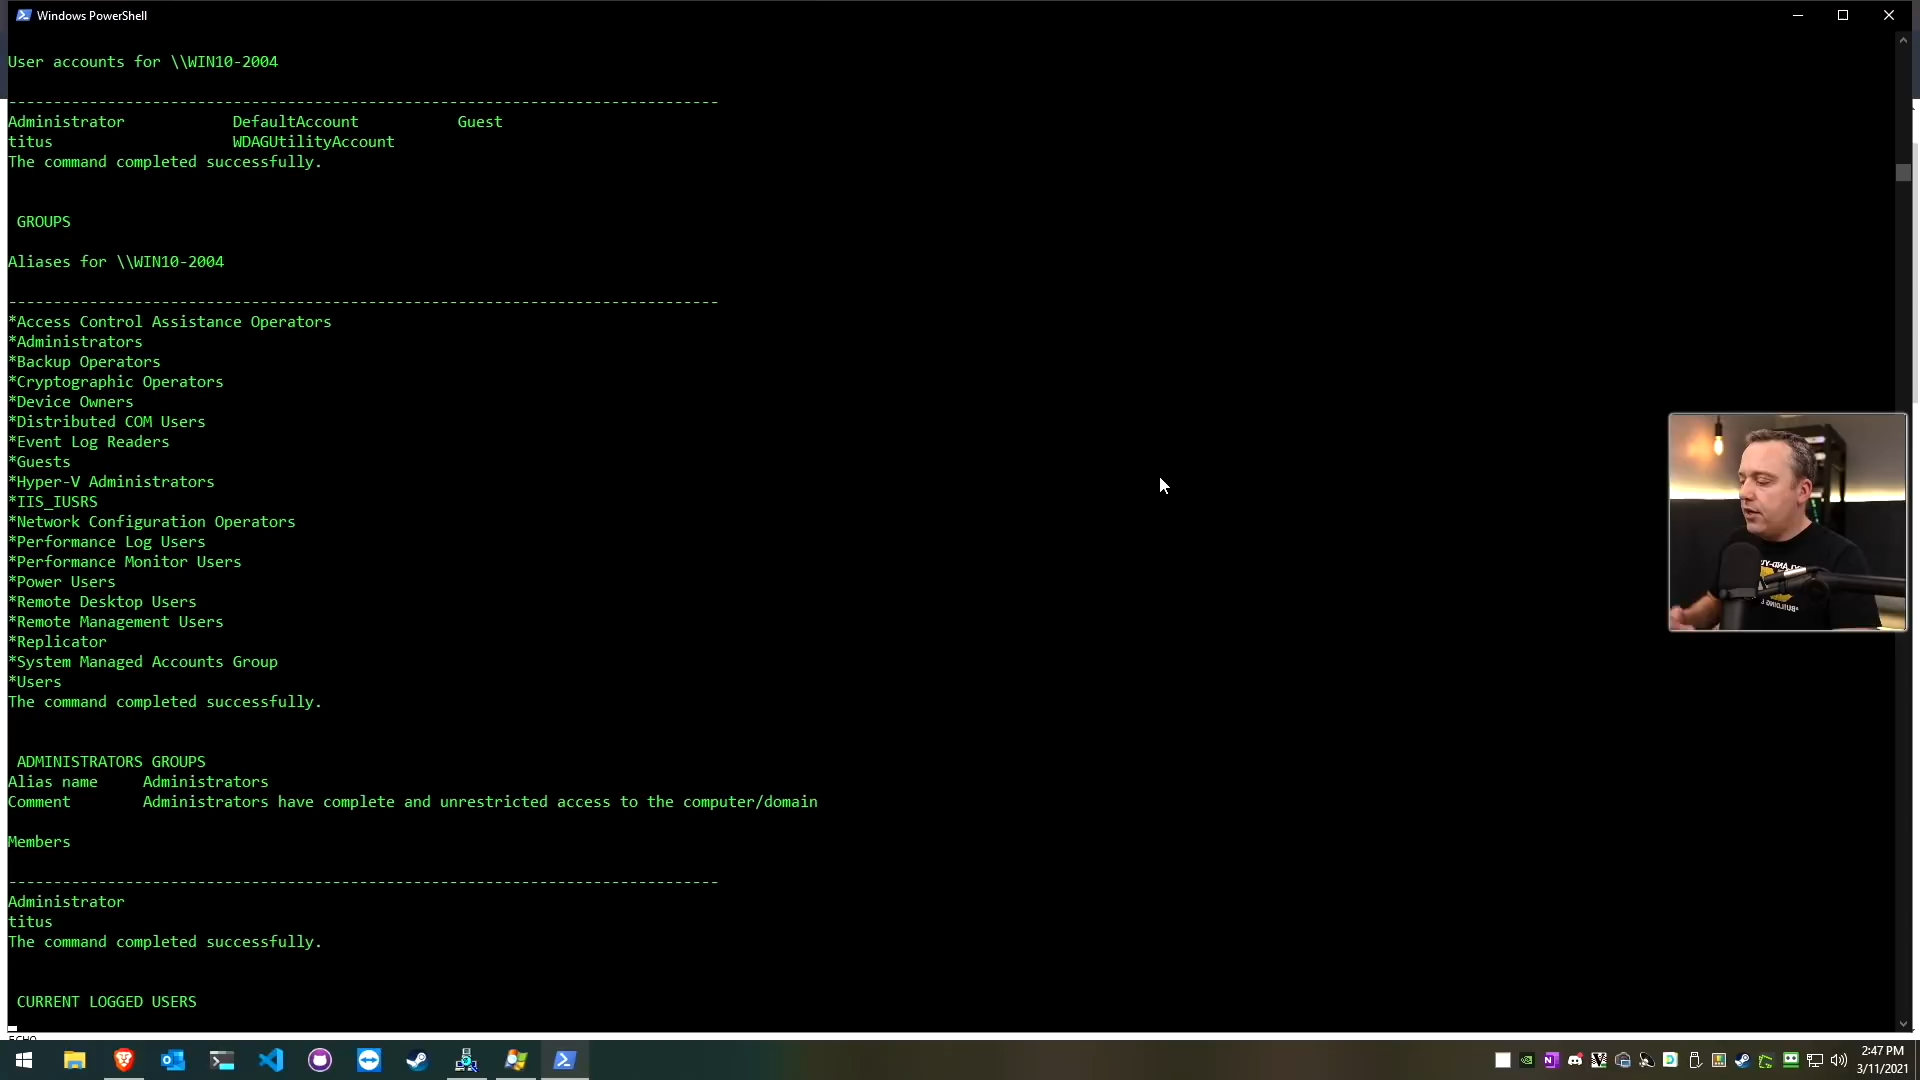 Windows PowerShell
User accounts for \\WIN10-2004
-------------------------------------------------------------------------------
Administrator            DefaultAccount           Guest
titus                    WDAGUtilityAccount
The command completed successfully.
GROUPS
Aliases for \\WIN10-2004
-------------------------------------------------------------------------------
*Access Control Assistance Operators
*Administrators
*Backup Operators
*Cryptographic Operators
*Device Owners
*Distributed COM Users
*Event Log Readers
*Guests
*Hyper-V Administrators
*IIS_IUSRS
*Network Configuration Operators
*Performance Log Users
*Performance Monitor Users
*Power Users
*Remote Desktop Users
*Remote Management Users
*Replicator
*System Managed Accounts Group
*Users
The command completed successfully.
ADMINISTRATORS GROUPS
Alias name     Administrators
Comment        Administrators have complete and unrestricted access to the computer/domain
Members
-------------------------------------------------------------------------------
Administrator
titus
The command completed successfully.
CURRENT LOGGED USERS
2:47 PM
3/11/2021